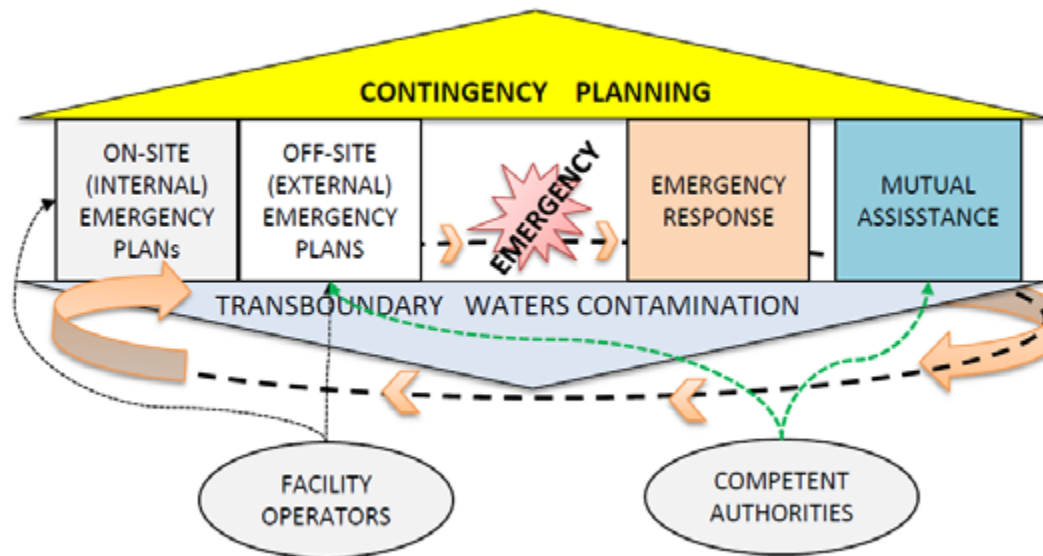 CONTINGENCY PLANNING
ON-SITE
(INTERNAL)
EMERGENCY
PLANs
OFF-SITE
(EXTERNAL)
EMERGENCY
PLANS
EMERGENCY
EMERGENCY
RESPONSE
MUTUAL
ASSISSTANCE
TRANSBOUNDARY WATERS CONTAMINATION
FACILITY
OPERATORS
COMPETENT
AUTHORITIES